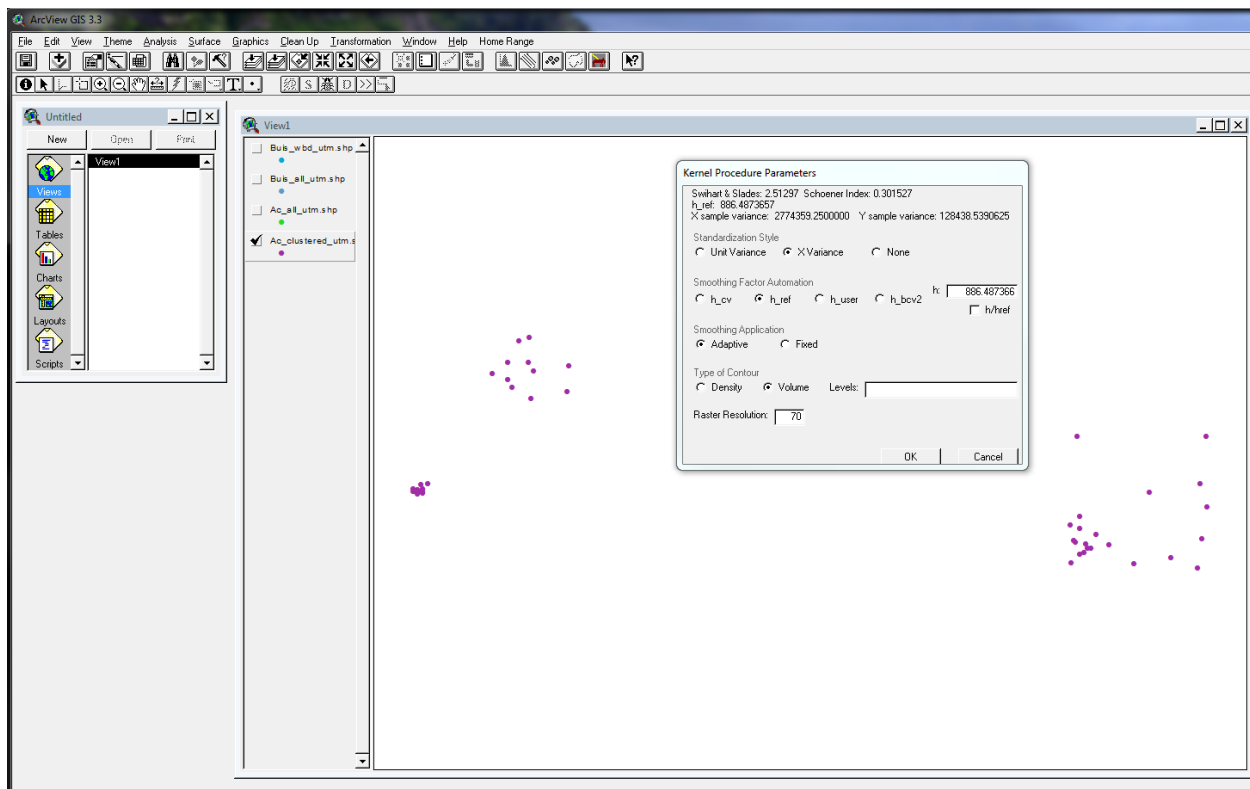 ArcView GIS 3.3
File Edit View Theme Analysis Surface Graphics Clean Up Transformation Window Help Home Range
T S D
Untitled
New Open Print
Views
Tables
Charts
Layouts
Scripts
View1
View1
Buis_wbd_utm.shp
Buis_all_utm.shp
Ac_all_utm.shp
Ac_clustered_utm.s
Kernel Procedure Parameters
Swihart & Slades: 2.51297 Schoener Index: 0.301527
h_ref: 886.4873657
X sample variance: 2774359.2500000 Y sample variance: 128438.5390625
Standardization Style
Unit Variance X Variance None
Smoothing Factor Automation
h_cv h_ref h_user h_bcv2 h: 886.487366
h/href
Smoothing Application
Adaptive Fixed
Type of Contour
Density Volume Levels:
Raster Resolution: 70
OK Cancel